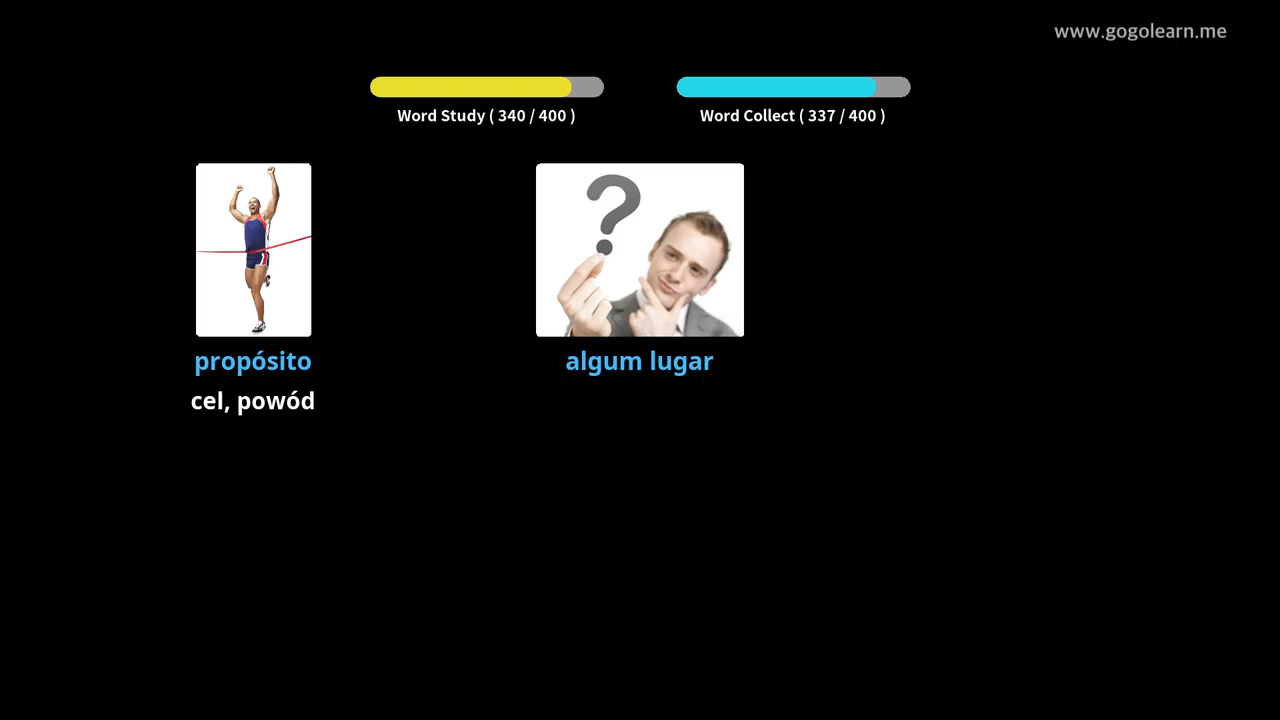 www.gogolearn.me
Word Study ( 340 / 400 )
Word Collect ( 337 / 400 )
?
propósito
algum lugar
cel, powód